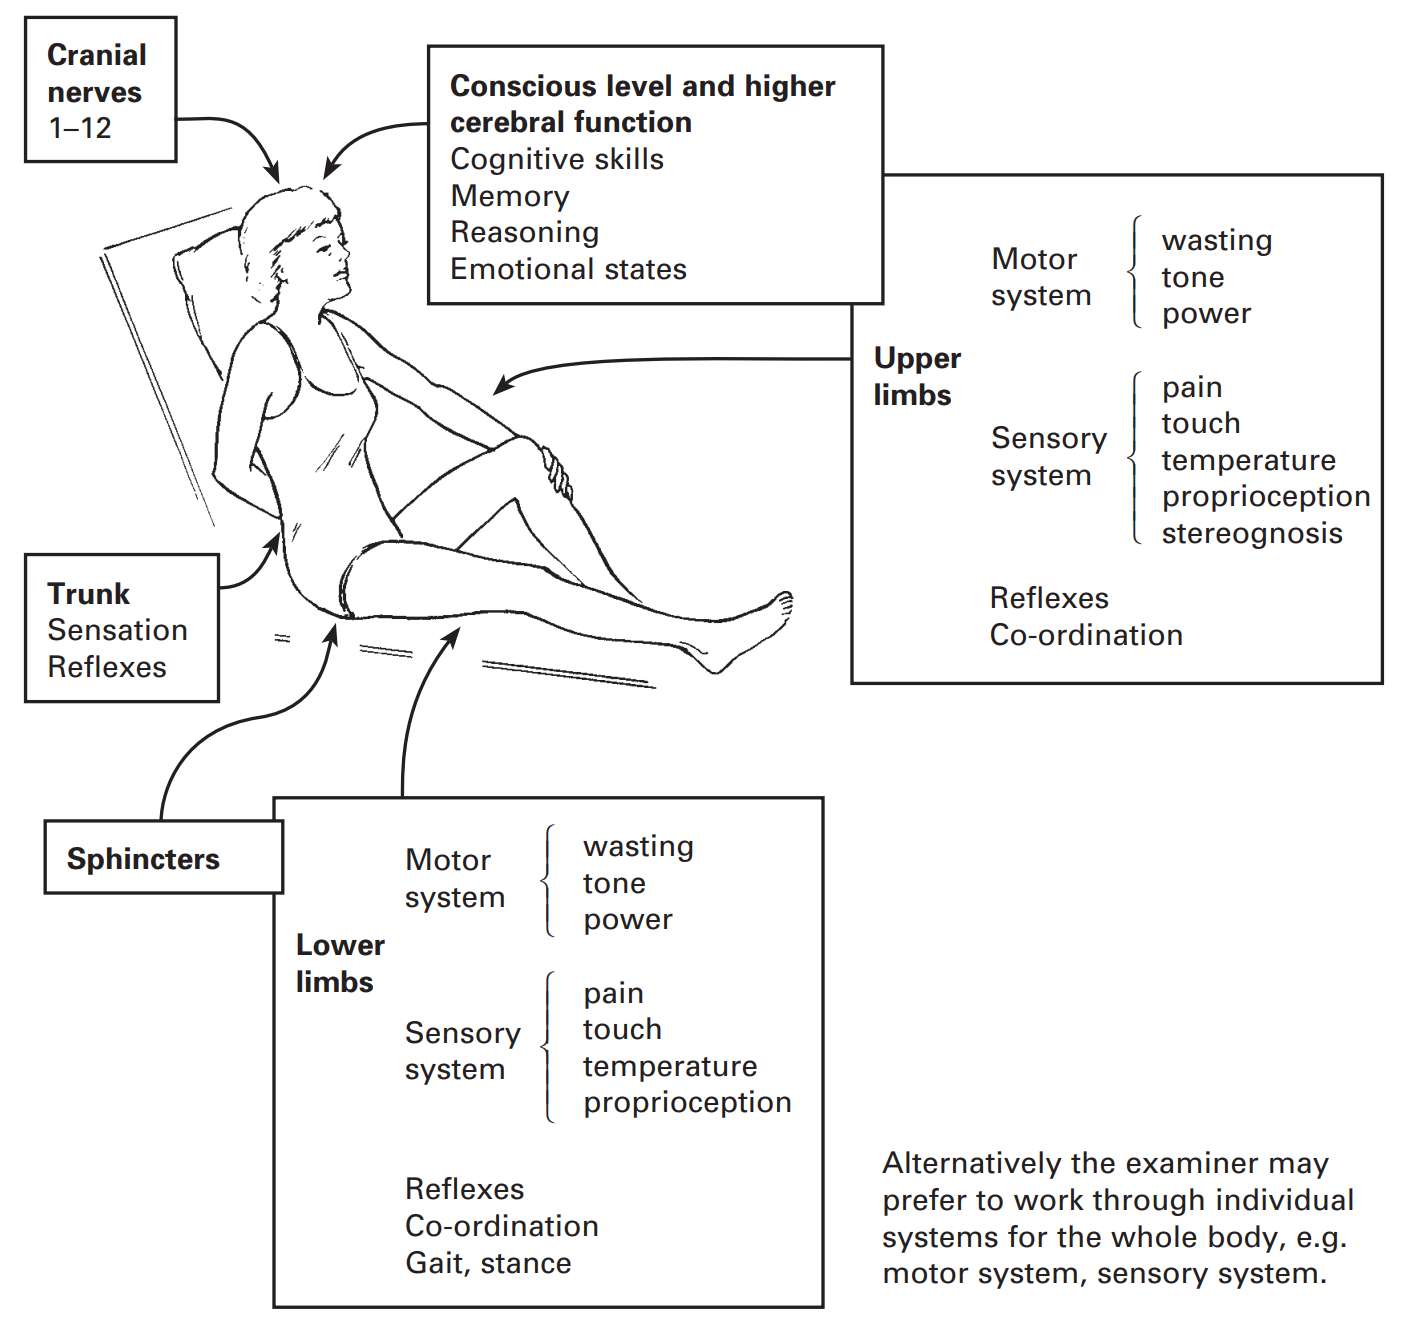 Cranial
nerves
1–12
Conscious level and higher
cerebral function
Cognitive skills
Memory
Reasoning
Emotional states
Upper
limbs
Motor
system
wasting
tone
power
Sensory
system
pain
touch
temperature
proprioception
stereognosis
Reflexes
Co-ordination
Trunk
Sensation
Reflexes
Sphincters
Lower
limbs
Motor
system
wasting
tone
power
Sensory
system
pain
touch
temperature
proprioception
Reflexes
Co-ordination
Gait, stance
Alternatively the examiner may
prefer to work through individual
systems for the whole body, e.g.
motor system, sensory system.